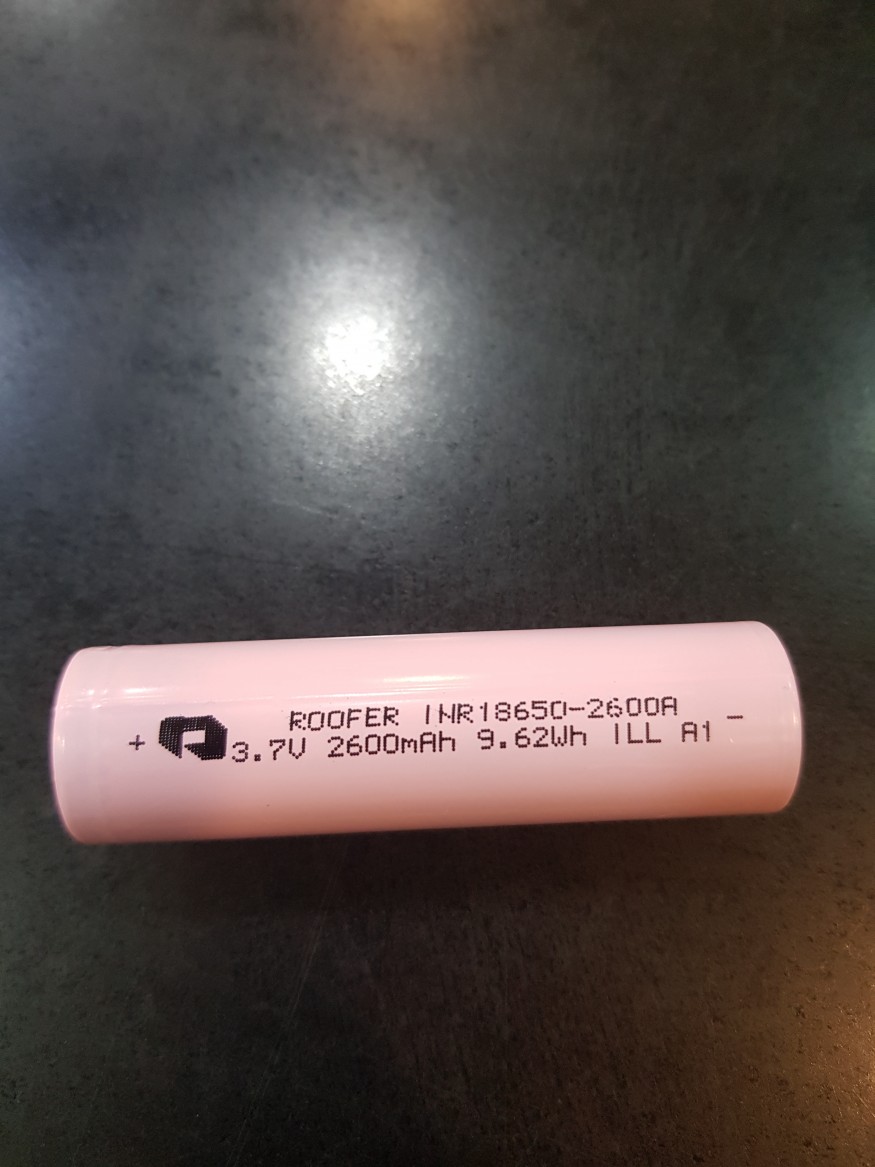 ROOFER INR18650-2600A
+ 3.7V 2600mAh 9.62Wh ILL A1 -